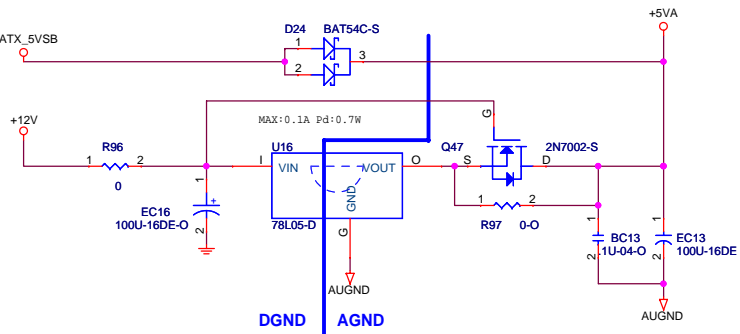 +5VA
D24 BAT54C-S
ATX_5VSB
1
3
2
+12V
MAX:0.1A Pd:0.7W
G
R96
U16
Q47
2N7002-S
1 2
I
VIN
VOUT
O
S
D
0
GND
1
EC16
100U-16DE-O
2
1 2
R97 0-O
78L05-D
G
1
BC13
1U-04-O
2
1
EC13
100U-16DE
2
AUGND
AUGND
DGND AGND